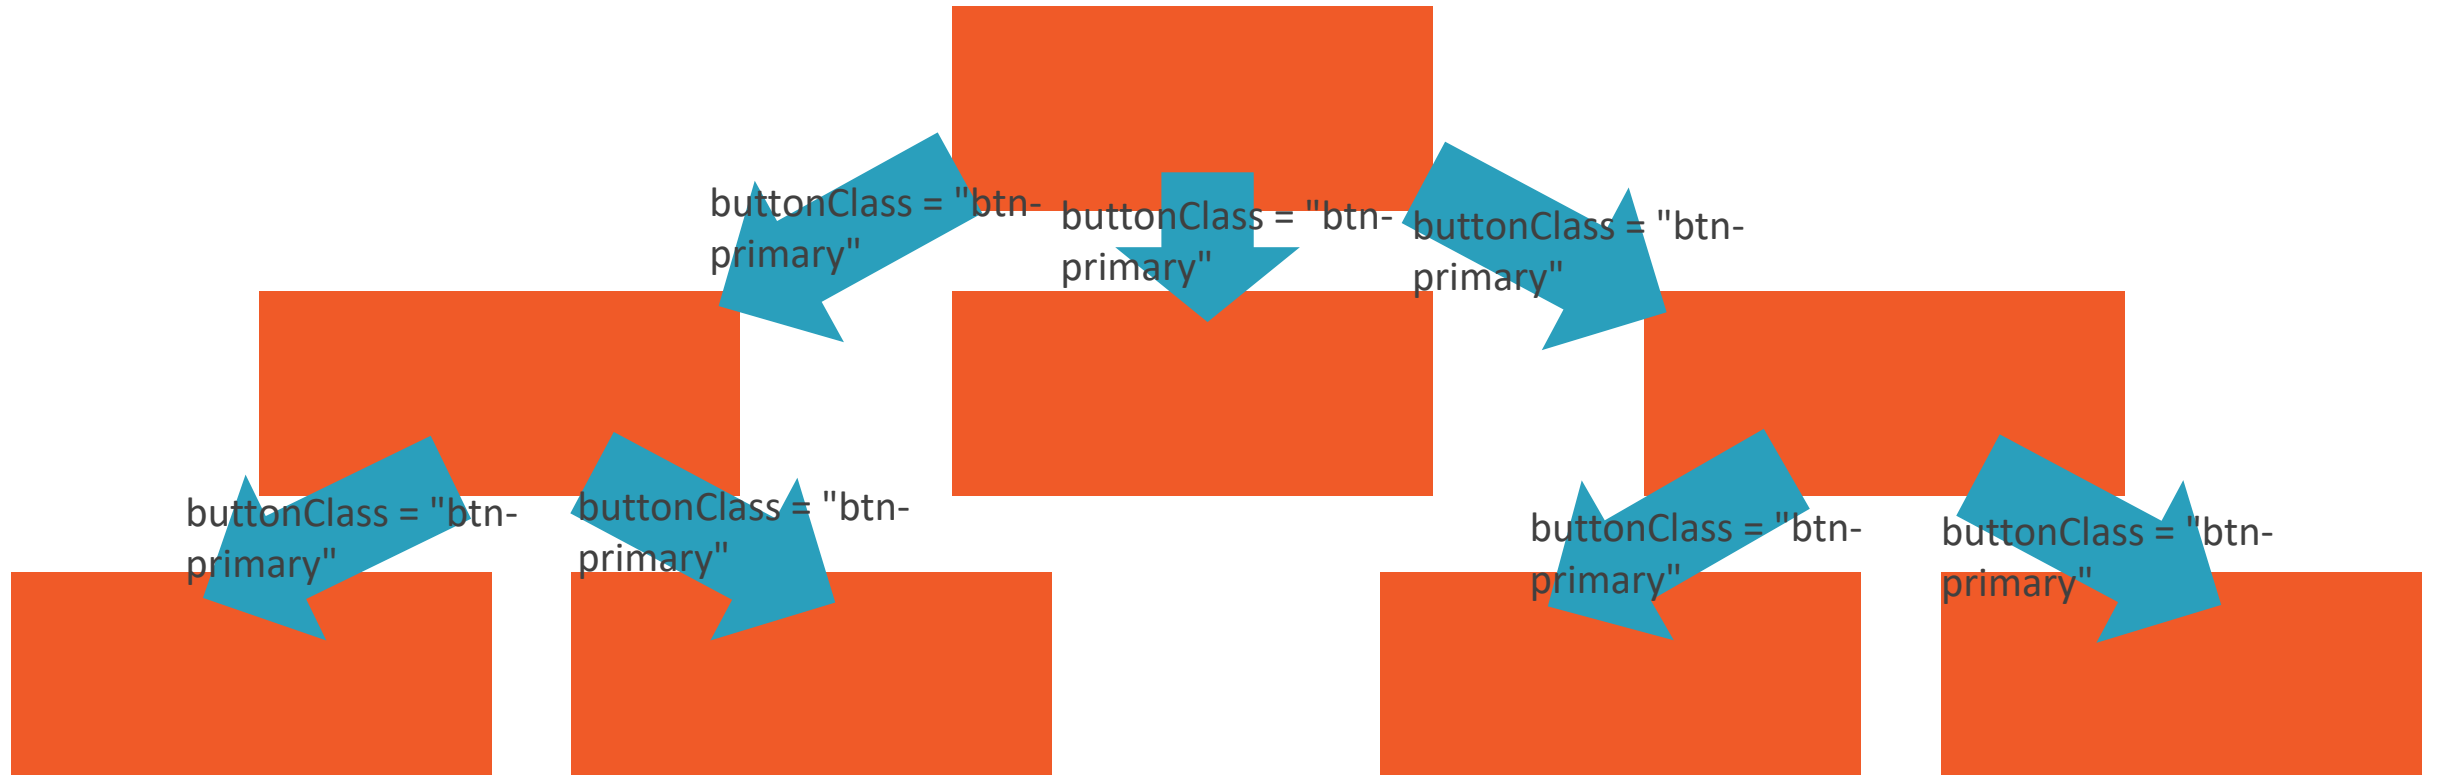 buttonClass = "btn-
primary"
buttonClass = "btn-
primary"
buttonClass = "btn-
primary"
buttonClass = "btn-
primary"
buttonClass = "btn-
primary"
buttonClass = "btn-
primary"
buttonClass = "btn-
primary"